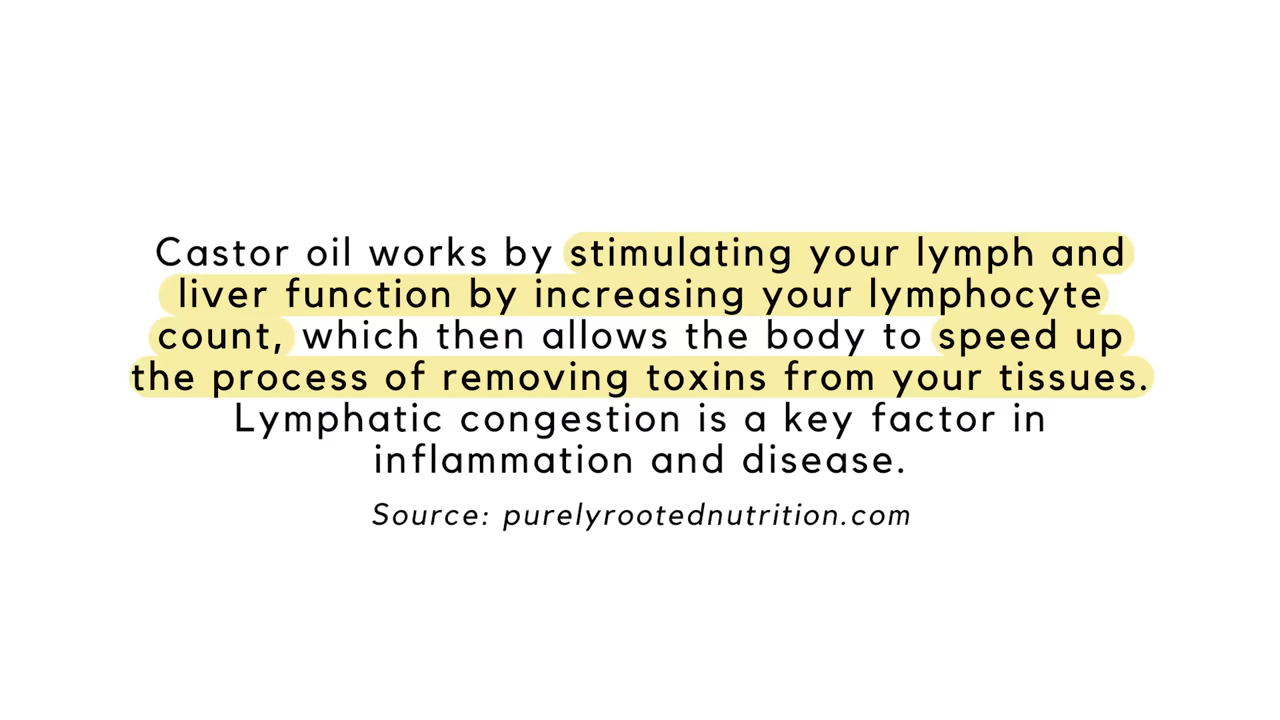 Castor oil works by stimulating your lymph and
liver function by increasing your lymphocyte
count, which then allows the body to speed up
the process of removing toxins from your tissues.
Lymphatic congestion is a key factor in
inflammation and disease.
Source: purelyrootednutrition.com